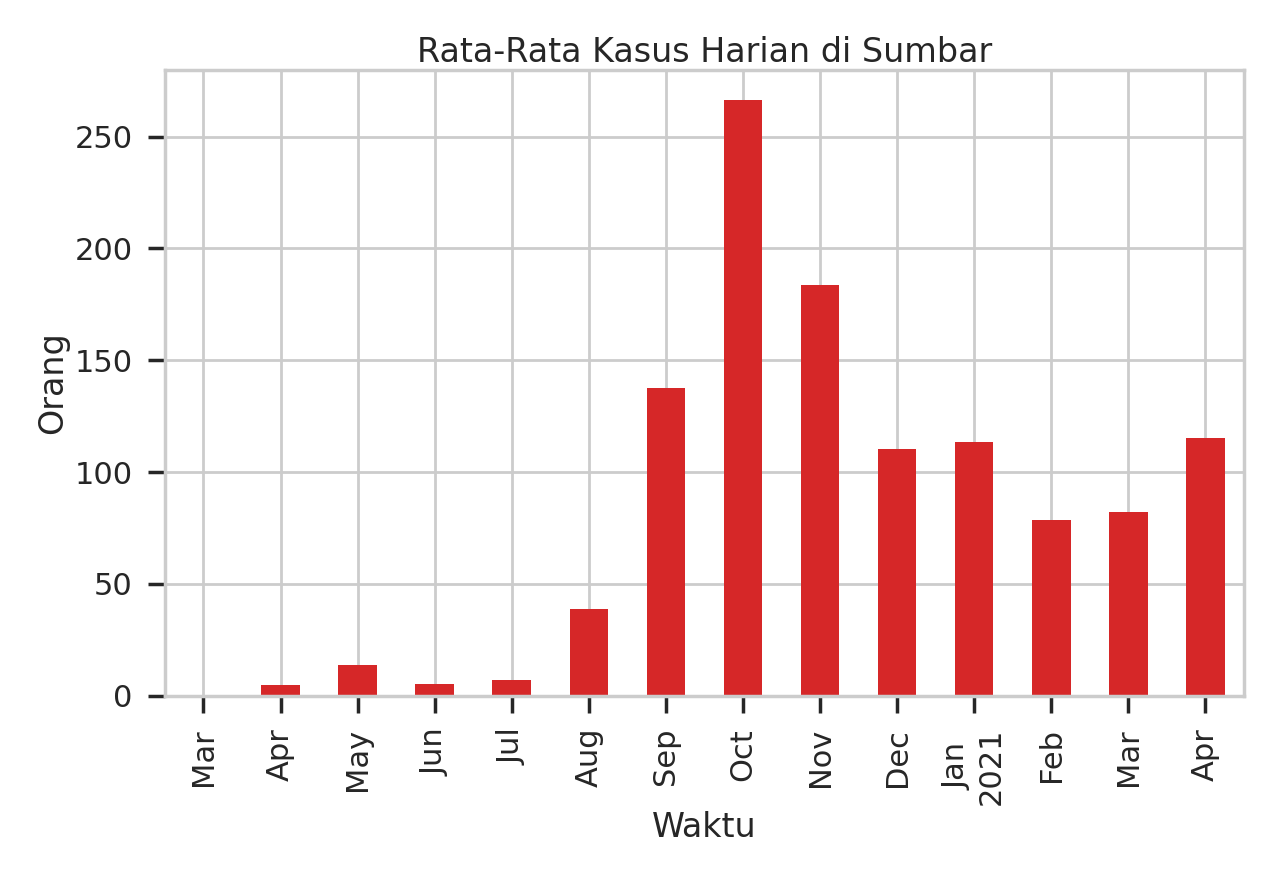 Rata-Rata Kasus Harian di Sumbar
Orang
250
200
150
100
50
0
Mar
Apr
May
Jun
Jul
Aug
Sep
Oct
Nov
Dec
Jan
2021
Feb
Mar
Apr
Waktu